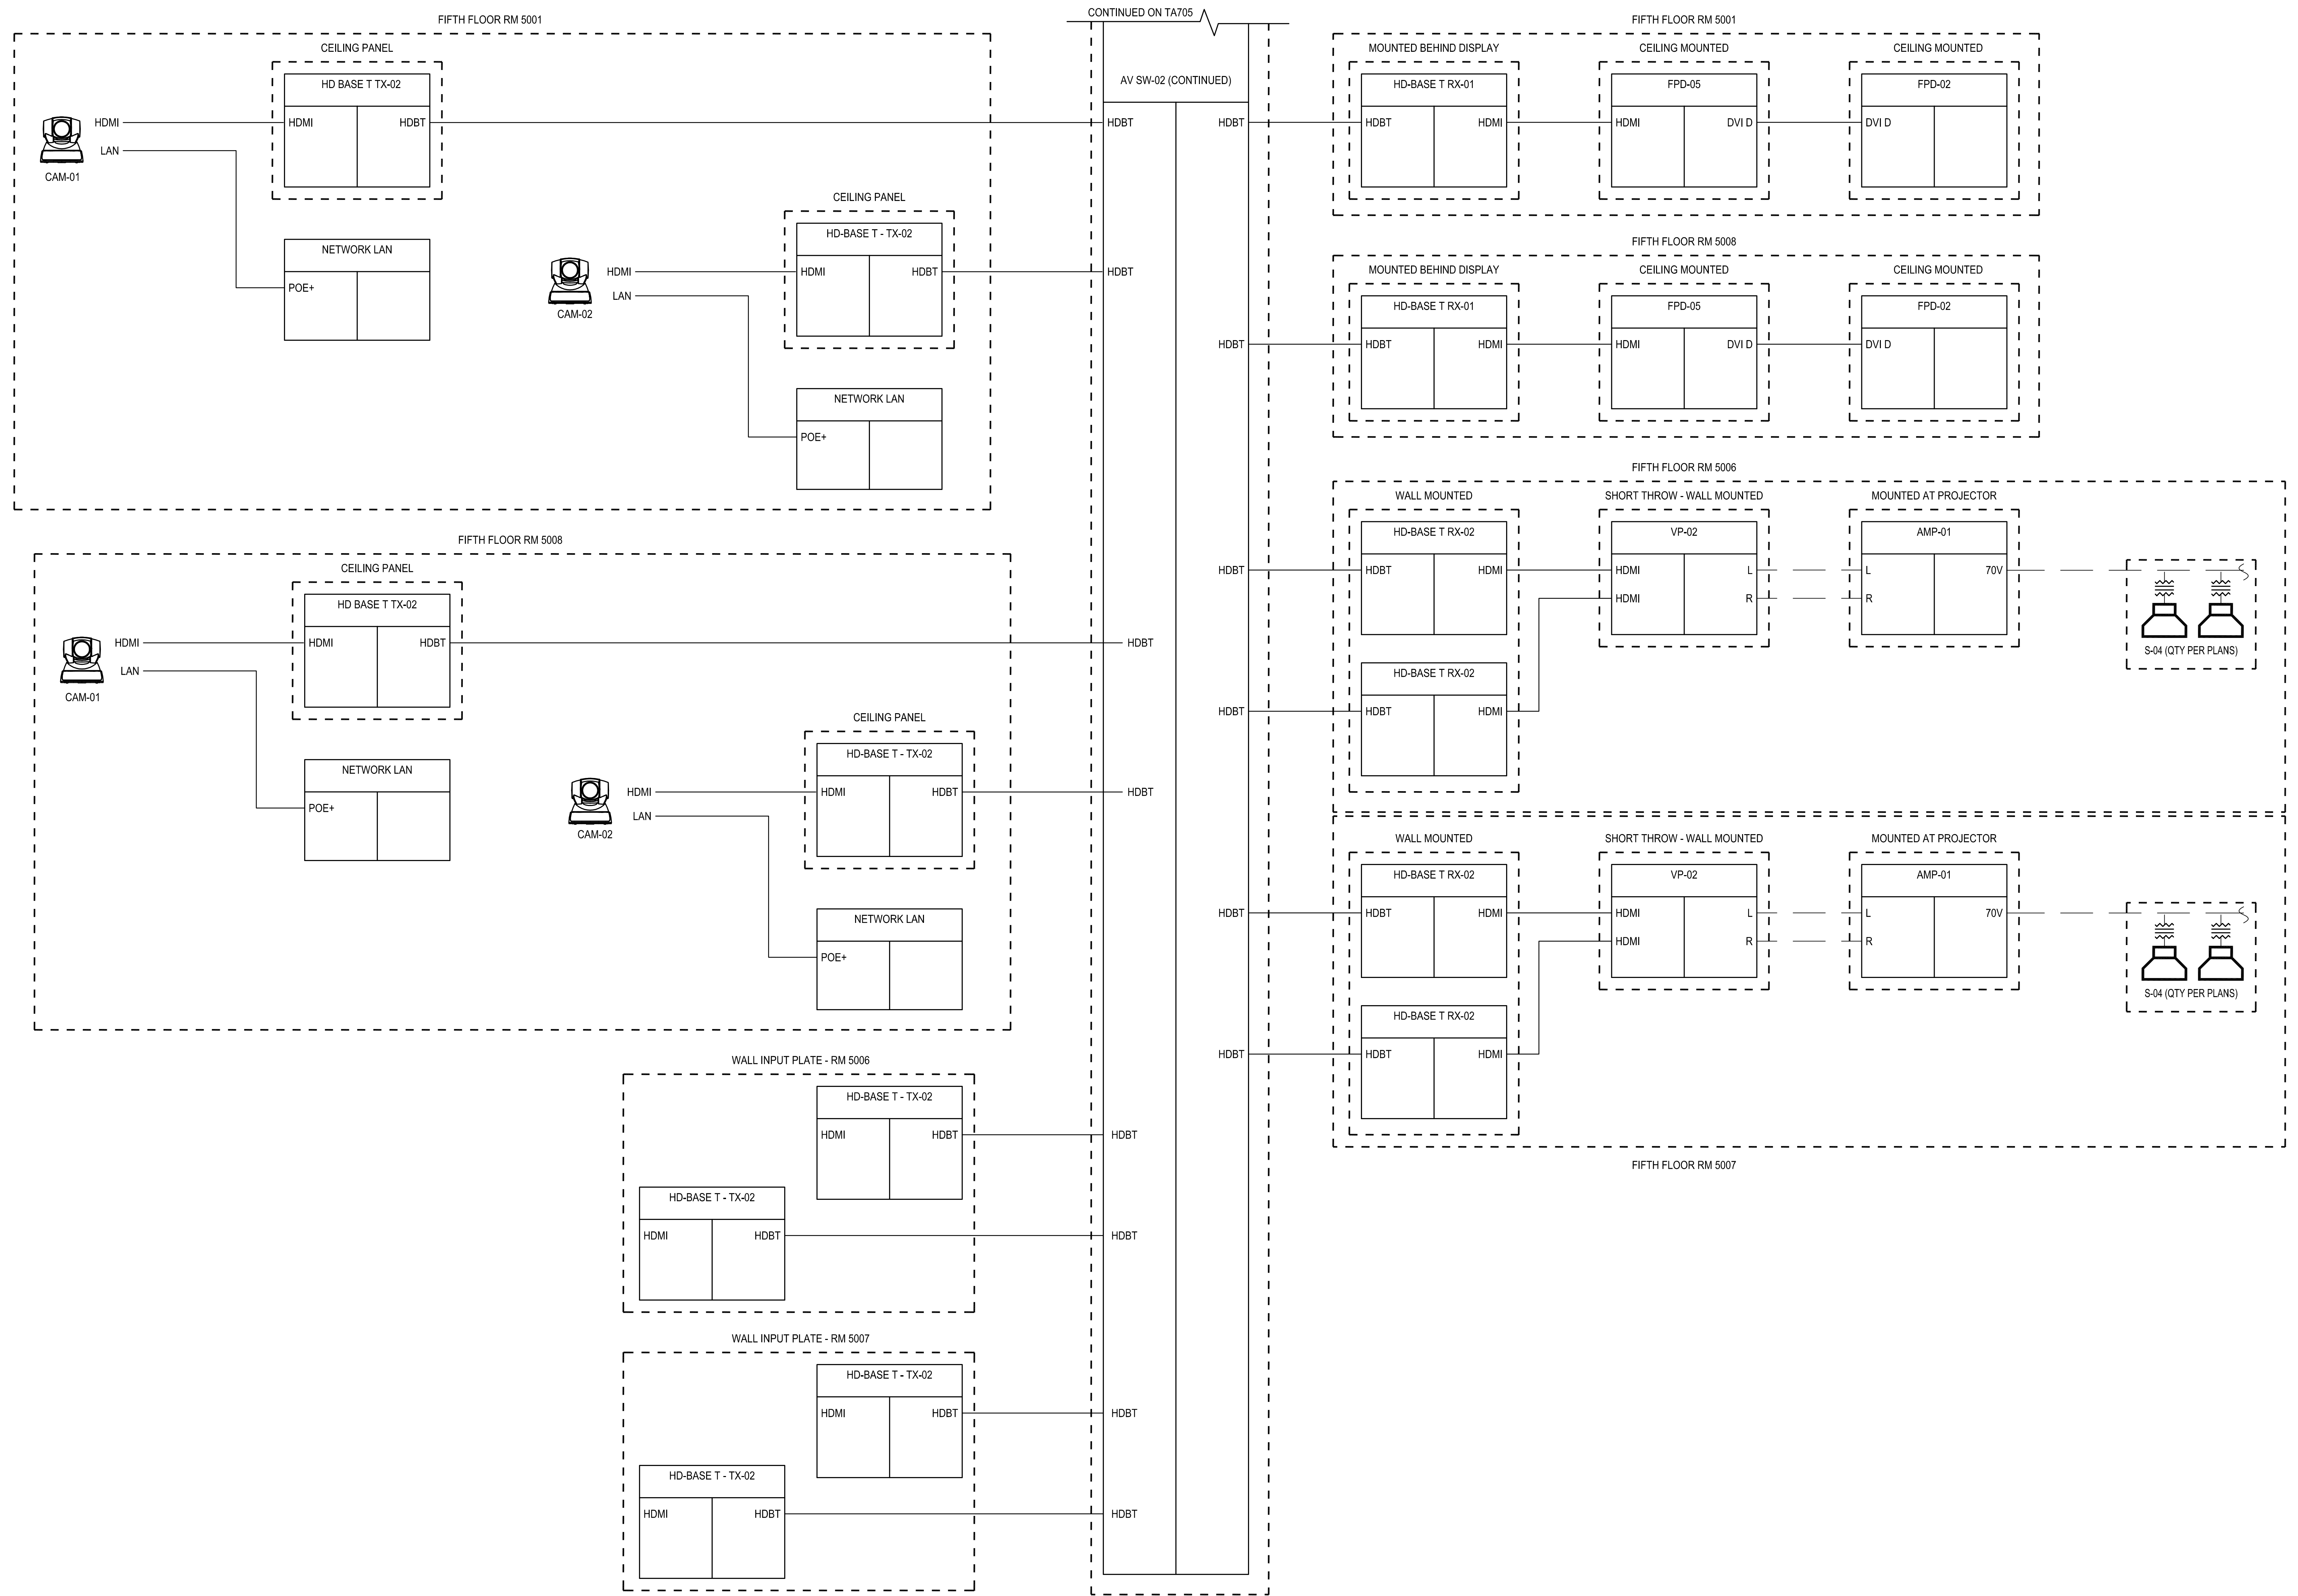 CONTINUED ON TA705
AV SW-02 (CONTINUED)
FIFTH FLOOR RM 5001
CEILING PANEL
HD BASE T TX-02
HDMI
HDMI
HDBT
HDBT
LAN
CAM-01
NETWORK LAN
POE+
CEILING PANEL
HD-BASE T - TX-02
HDMI
HDMI
HDBT
HDBT
LAN
CAM-02
NETWORK LAN
POE+
FIFTH FLOOR RM 5008
CEILING PANEL
HD BASE T TX-02
HDMI
HDMI
HDBT
HDBT
LAN
CAM-01
NETWORK LAN
POE+
CEILING PANEL
HD-BASE T - TX-02
HDMI
HDMI
HDBT
HDBT
LAN
CAM-02
NETWORK LAN
POE+
WALL INPUT PLATE - RM 5006
HD-BASE T - TX-02
HDMI
HDBT
HDBT
HD-BASE T - TX-02
HDMI
HDBT
HDBT
WALL INPUT PLATE - RM 5007
HD-BASE T - TX-02
HDMI
HDBT
HDBT
HD-BASE T - TX-02
HDMI
HDBT
HDBT
FIFTH FLOOR RM 5001
MOUNTED BEHIND DISPLAY
CEILING MOUNTED
CEILING MOUNTED
HD-BASE T RX-01
FPD-05
FPD-02
HDBT
HDBT
HDMI
HDMI
DVI D
DVI D
FIFTH FLOOR RM 5008
MOUNTED BEHIND DISPLAY
CEILING MOUNTED
CEILING MOUNTED
HD-BASE T RX-01
FPD-05
FPD-02
HDBT
HDBT
HDMI
HDMI
DVI D
DVI D
FIFTH FLOOR RM 5006
WALL MOUNTED
SHORT THROW - WALL MOUNTED
MOUNTED AT PROJECTOR
HD-BASE T RX-02
VP-02
AMP-01
HDBT
HDBT
HDMI
HDMI
L
L
70V
HDMI
R
R
S-04 (QTY PER PLANS)
HD-BASE T RX-02
HDBT
HDBT
HDMI
WALL MOUNTED
SHORT THROW - WALL MOUNTED
MOUNTED AT PROJECTOR
HD-BASE T RX-02
VP-02
AMP-01
HDBT
HDBT
HDMI
HDMI
L
L
70V
HDMI
R
R
S-04 (QTY PER PLANS)
HD-BASE T RX-02
HDBT
HDBT
HDMI
FIFTH FLOOR RM 5007